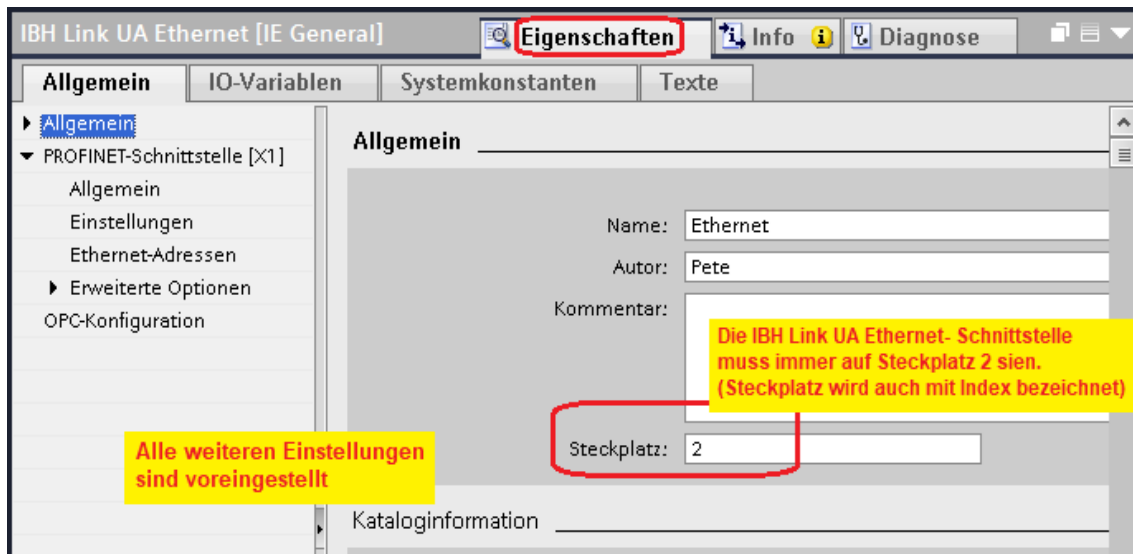 IBH Link UA Ethernet [IE General]
Eigenschaften
Info
Diagnose
Allgemein
IO-Variablen
Systemkonstanten
Texte
Allgemein
PROFINET-Schnittstelle [X1]
Allgemein
Einstellungen
Ethernet-Adressen
Erweiterte Optionen
OPC-Konfiguration
Allgemein
Name: Ethernet
Autor: Pete
Kommentar:
Die IBH Link UA Ethernet- Schnittstelle
muss immer auf Steckplatz 2 sien.
(Steckplatz wird auch mit Index bezeichnet)
Steckplatz: 2
Alle weiteren Einstellungen
sind voreingestellt
Kataloginformation